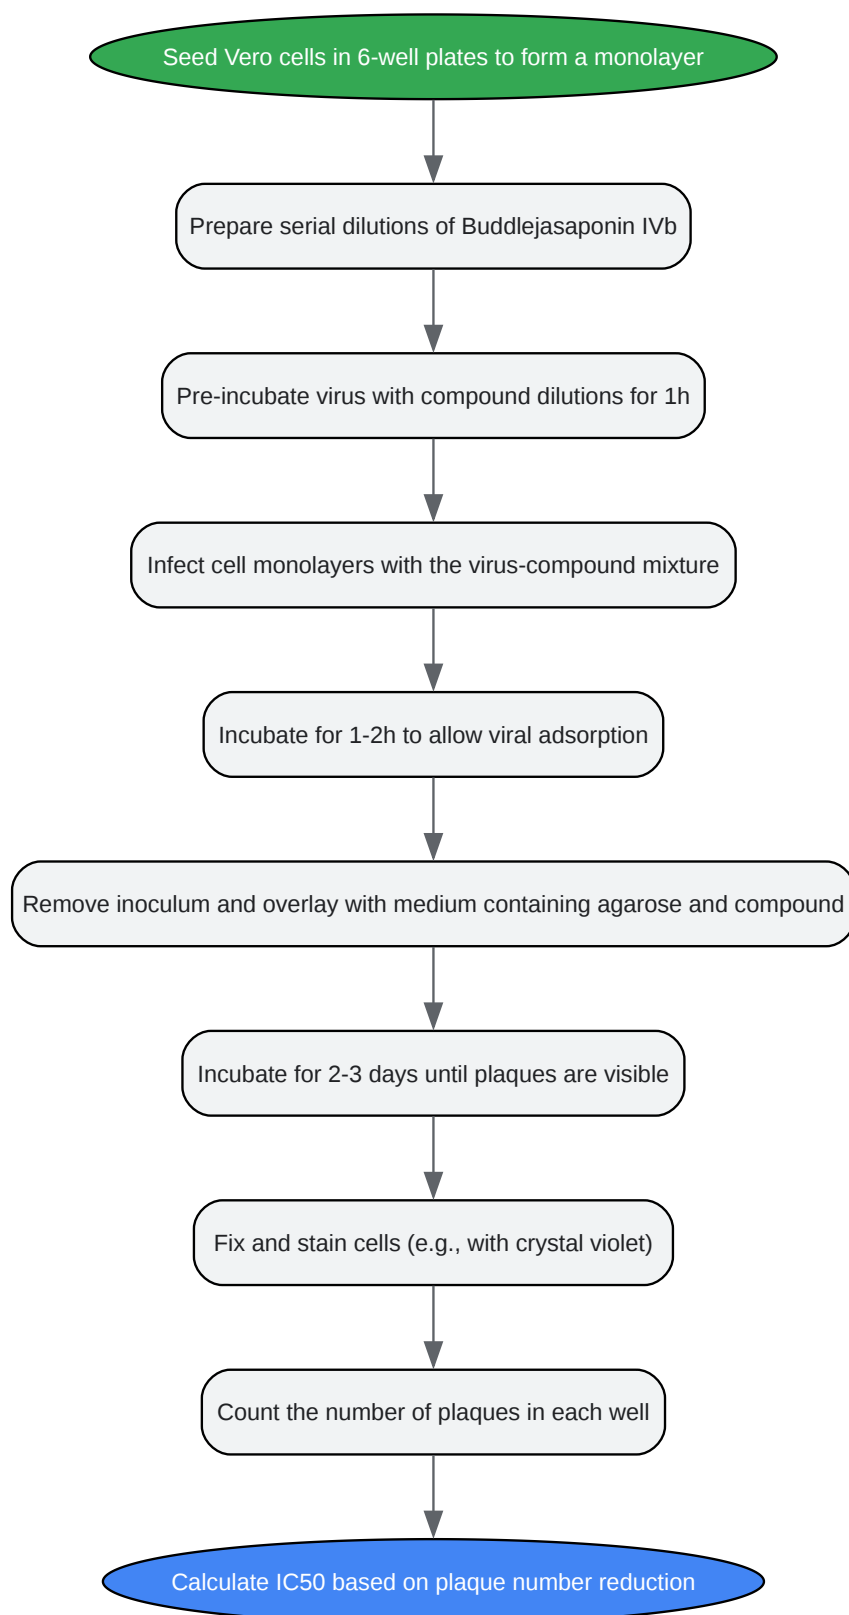 Seed Vero cells in 6-well plates to form a monolayer
Prepare serial dilutions of Buddlejasaponin IVb
Pre-incubate virus with compound dilutions for 1h
Infect cell monolayers with the virus-compound mixture
Incubate for 1-2h to allow viral adsorption
Remove inoculum and overlay with medium containing agarose and compound
Incubate for 2-3 days until plaques are visible
Fix and stain cells (e.g., with crystal violet)
Count the number of plaques in each well
Calculate IC50 based on plaque number reduction